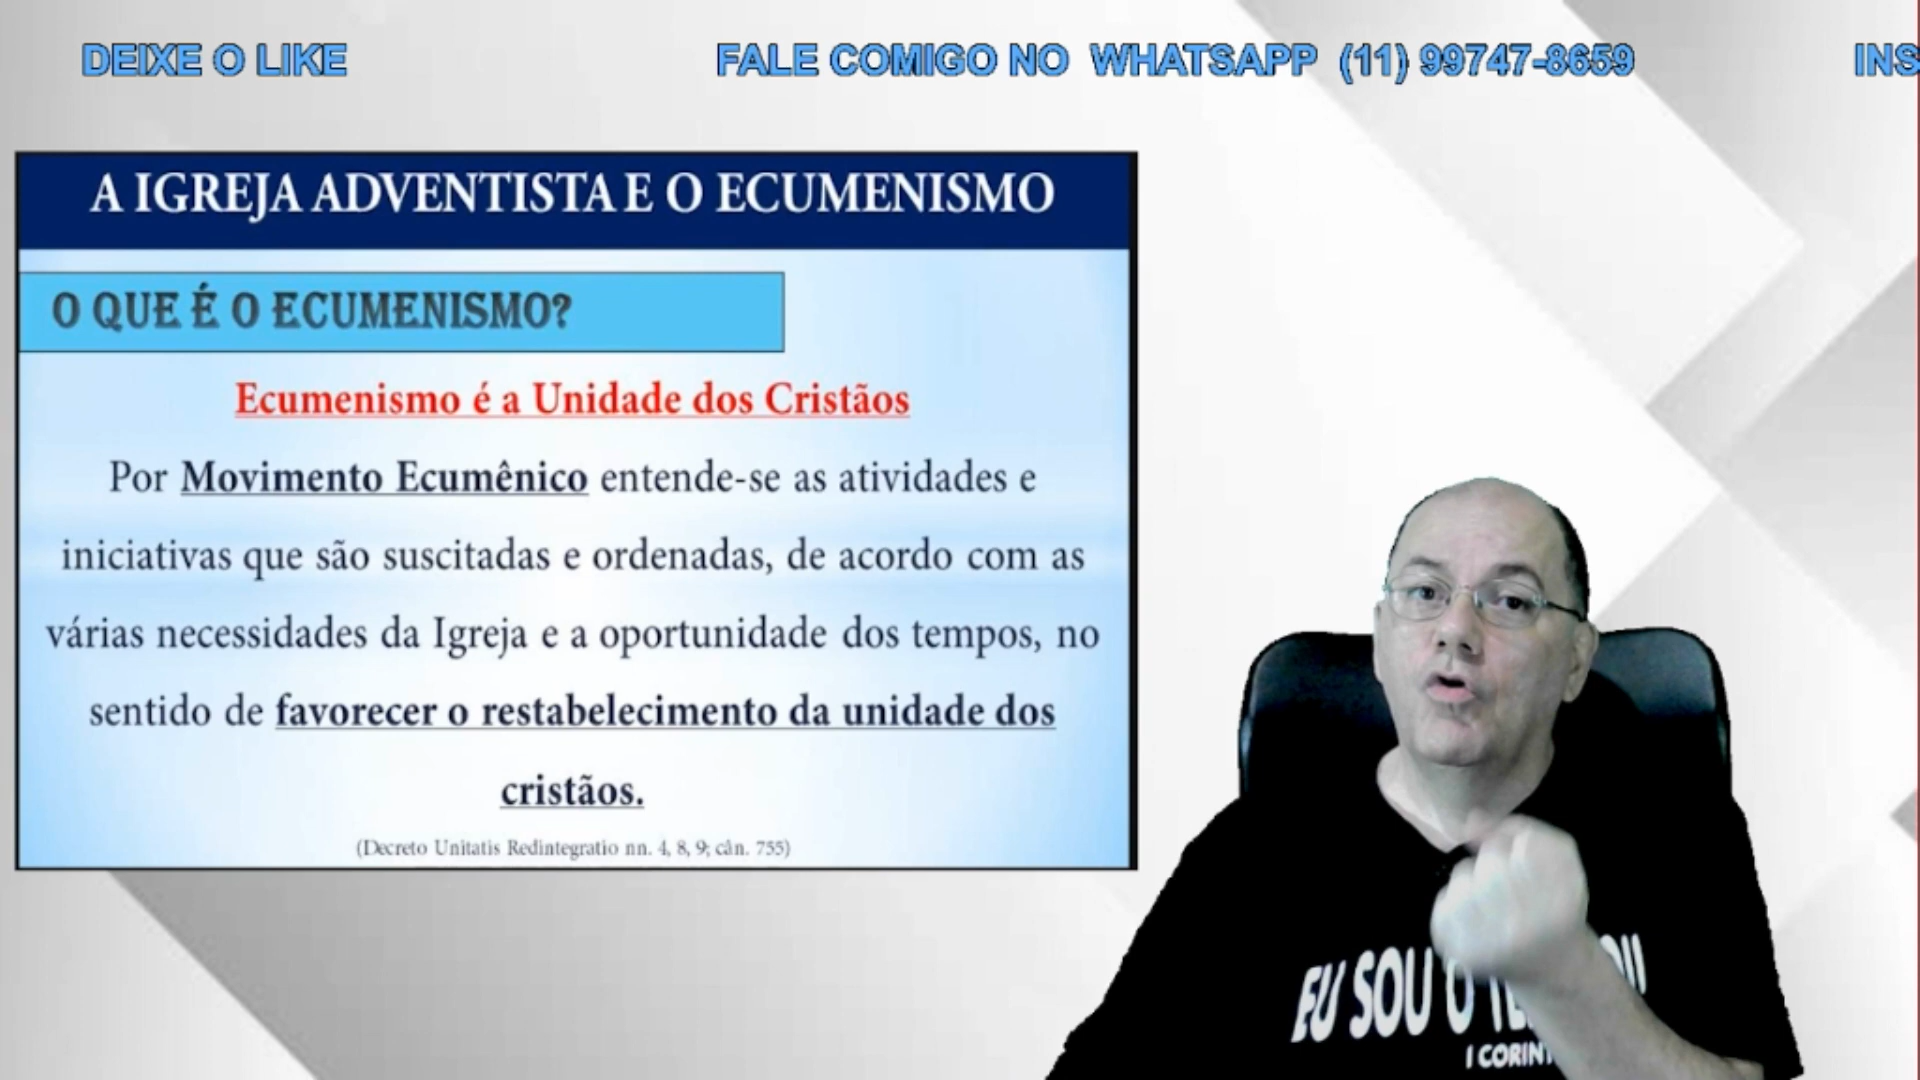 DEIXE O LIKE FALE COMIGO NO WHATSAPP (11) 99747-8659 INS
A IGREJA ADVENTISTA E O ECUMENISMO
O QUE É O ECUMENISMO?
Ecumenismo é a Unidade dos Cristãos
Por Movimento Ecumênico entende-se as atividades e
iniciativas que são suscitadas e ordenadas, de acordo com as
várias necessidades da Igreja e a oportunidade dos tempos, no
sentido de favorecer o restabelecimento da unidade dos
cristãos.
(Decreto Unitatis Redintegratio nn. 4, 8, 9; cân. 755)
EU SOU O
I CORIN